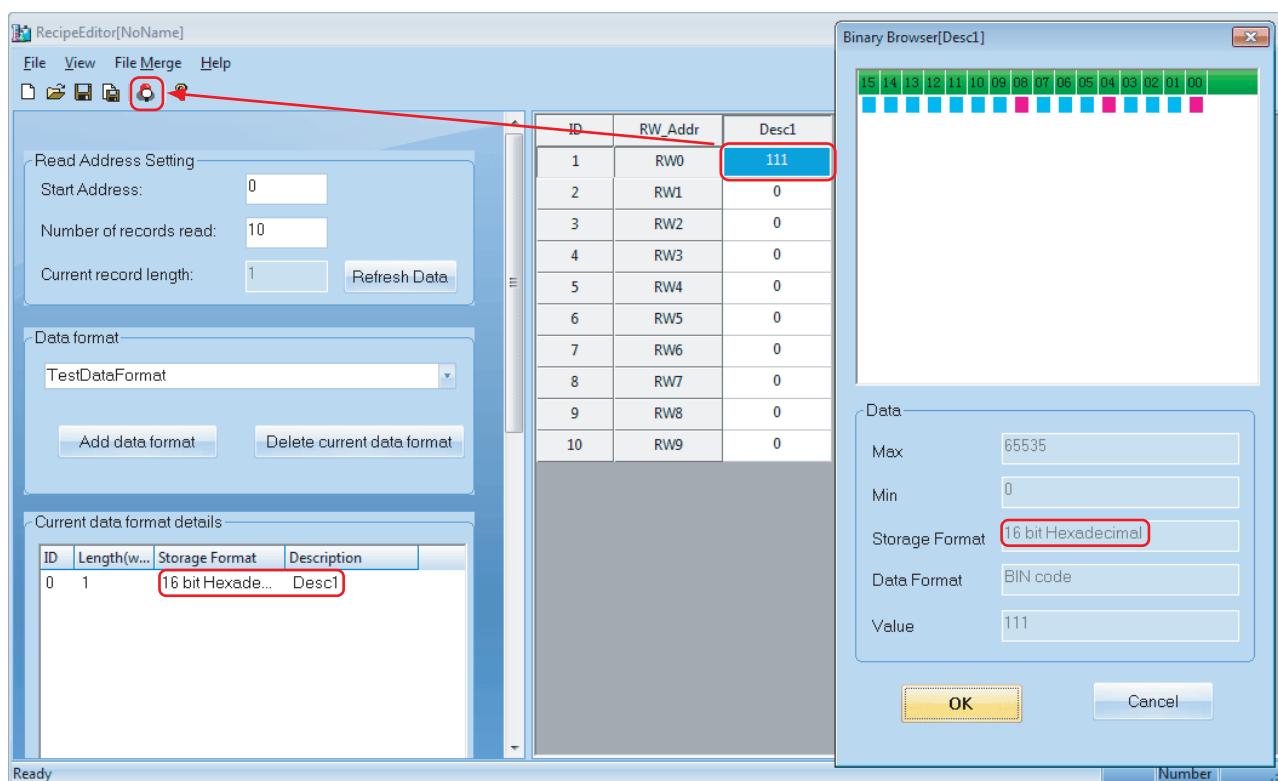 RecipeEditor[NoName]
File View File Merge Help
Read Address Setting
Start Address: 0
Number of records read: 10
Current record length: 1 Refresh Data
Data format
TestDataFormat
Add data format Delete current data format
Current data format details
ID Length(w... Storage Format Description
0 1 16 bit Hexade... Desc1
ID RW_Addr Desc1
1 RW0 111
2 RW1 0
3 RW2 0
4 RW3 0
5 RW4 0
6 RW5 0
7 RW6 0
8 RW7 0
9 RW8 0
10 RW9 0
Binary Browser[Desc1]
15 14 13 12 11 10 09 08 07 06 05 04 03 02 01 00
Data
Max 65535
Min 0
Storage Format 16 bit Hexadecimal
Data Format BIN code
Value 111
OK Cancel
Ready Number